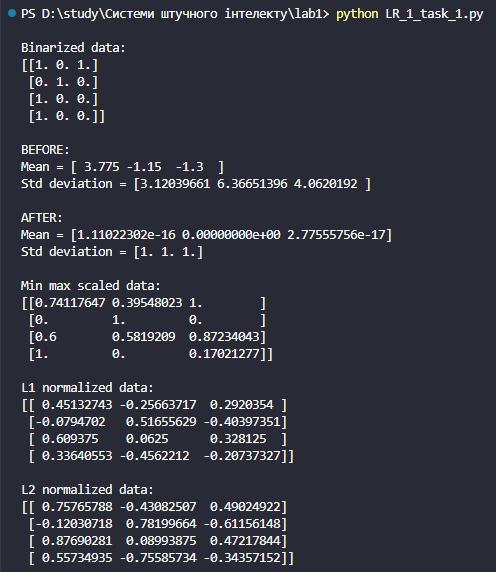 PS D:\study\Системи штучного інтелекту\lab1> python LR_1_task_1.py
Binarized data:
[[1. 0. 1.]
 [0. 1. 0.]
 [1. 0. 0.]
 [1. 0. 0.]]
BEFORE:
Mean = [ 3.775 -1.15  -1.3  ]
Std deviation = [3.12039661 6.36651396 4.0620192 ]
AFTER:
Mean = [1.11022302e-16 0.00000000e+00 2.77555756e-17]
Std deviation = [1. 1. 1.]
Min max scaled data:
[[0.74117647 0.39548023 1.        ]
 [0.         1.         0.        ]
 [0.6        0.5819209  0.87234043]
 [1.         0.         0.17021277]]
L1 normalized data:
[[ 0.45132743 -0.25663717  0.2920354 ]
 [-0.0794702   0.51655629 -0.40397351]
 [ 0.609375    0.0625      0.328125  ]
 [ 0.33640553 -0.4562212  -0.20737327]]
L2 normalized data:
[[ 0.75765788 -0.43082507  0.49024922]
 [-0.12030718  0.78199664 -0.61156148]
 [ 0.87690281  0.08993875  0.47217844]
 [ 0.55734935 -0.75585734 -0.34357152]]